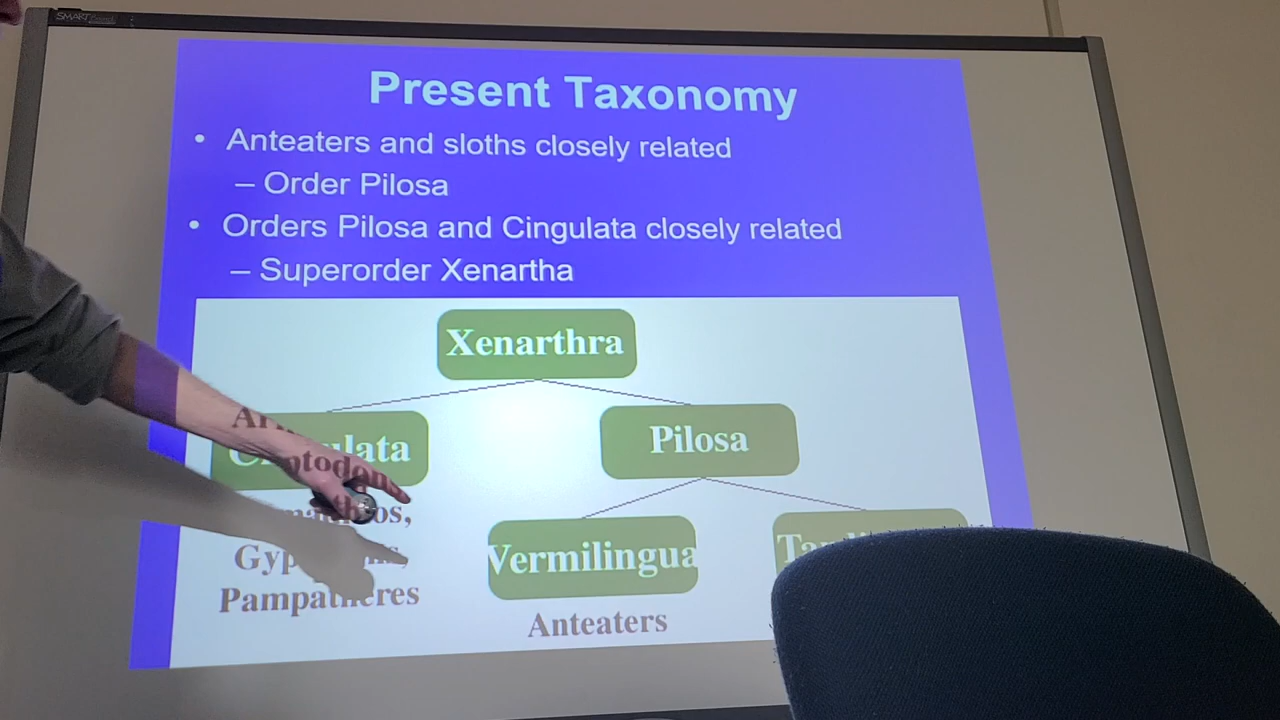 SMART
Present Taxonomy
• Anteaters and sloths closely related
– Order Pilosa
• Orders Pilosa and Cingulata closely related
– Superorder Xenartha
Xenarthra
Pilosa
Vermilingua
Pampatheres
Anteaters